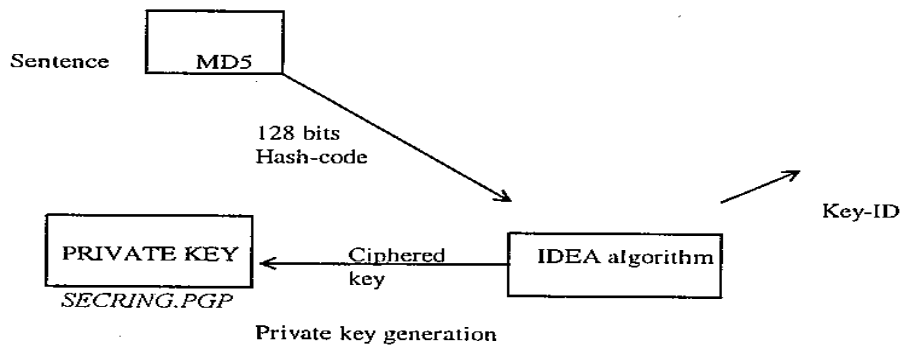 Sentence
MD5
128 bits
Hash-code
Key-ID
PRIVATE KEY
Ciphered
key
IDEA algorithm
SECRING.PGP
Private key generation